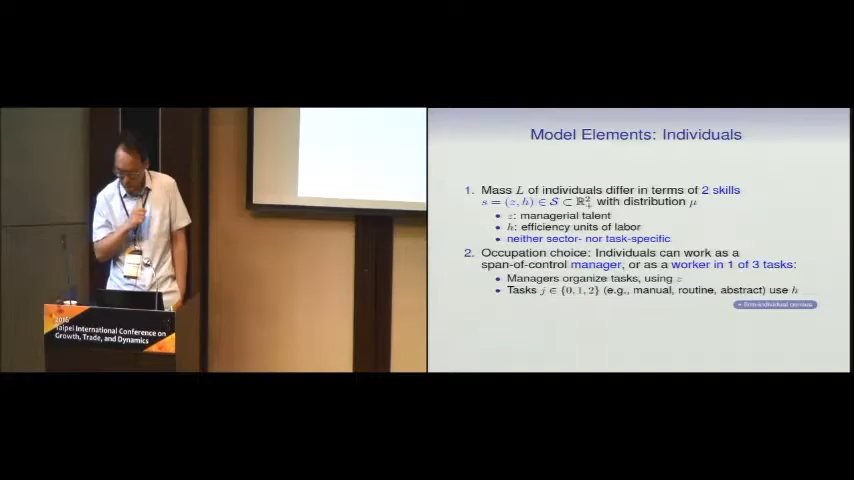 2016
Taipei International Conference on
Growth, Trade, and Dynamics
Model Elements: Individuals
1. Mass L of individuals differ in terms of 2 skills
s = (z, h) ∈ S ⊂ ℝ²₊ with distribution μ
• z: managerial talent
• h: efficiency units of labor
• neither sector- nor task-specific
2. Occupation choice: Individuals can work as a
span-of-control manager, or as a worker in 1 of 3 tasks:
• Managers organize tasks, using z
• Tasks j ∈ {0, 1, 2} (e.g., manual, routine, abstract) use h